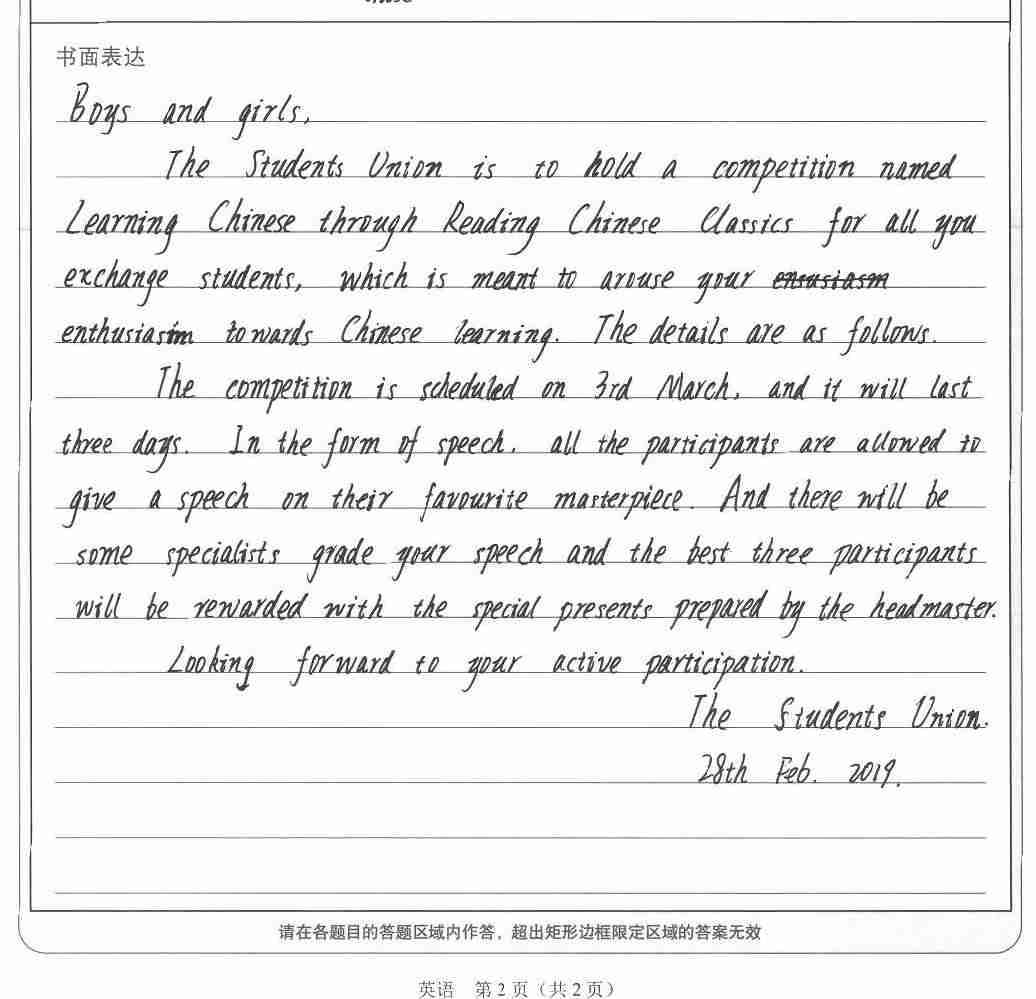 书面表达
Boys and girls,
The Students Union is to hold a competition named
Learning Chinese through Reading Chinese Classics for all you
exchange students, which is meant to arouse your ensusiasm
enthusiasim towards Chinese learning. The details are as follows.
The competition is scheduled on 3rd March, and it will last
three days. In the form of speech, all the participants are allowed to
give a speech on their favourite masterpiece. And there will be
some specialists grade your speech and the best three participants
will be rewarded with the special presents prepared by the headmaster.
Looking forward to your active participation.
The Students Union.
28th Feb. 2019.
请在各题目的答题区域内作答，超出矩形边框限定区域的答案无效
英语 第2页（共2页）